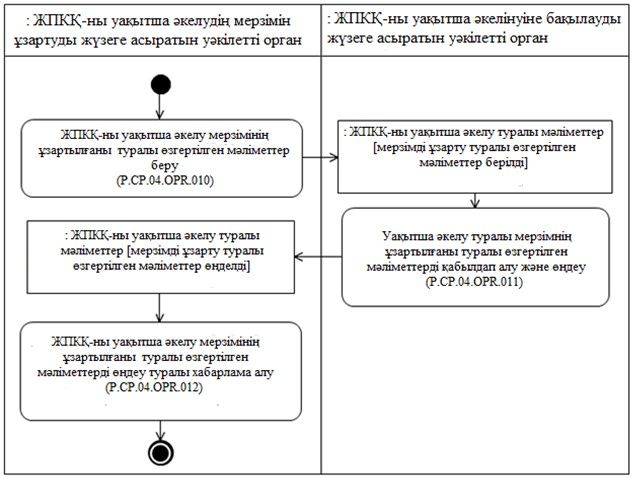 : ЖПКҚ-ны уақытша әкелудің мерзімін
ұзартуды жүзеге асыратын уәкілетті орган
: ЖПКҚ-ны уақытша әкелінуіне бақылауды
жүзеге асыратын уәкілетті орган
ЖПКҚ-ны уақытша әкелу мерзімінің
ұзартылғаны туралы өзгертілген мәліметтер
беру
(P.CP.04.OPR.010)
: ЖПКҚ-ны уақытша әкелу туралы мәліметтер
[мерзімді ұзарту туралы өзгертілген
мәліметтер берілді]
Уақытша әкелу туралы мерзімнің
ұзартылғаны туралы өзгертілген
мәліметтерді қабылдап алу және өңдеу
(P.CP.04.OPR.011)
: ЖПКҚ-ны уақытша әкелу туралы
мәліметтер [мерзімді ұзарту туралы
өзгертілген мәліметтер өңделді]
ЖПКҚ-ны уақытша әкелу мерзімінің
ұзартылғаны туралы өзгертілген
мәліметтерді өңдеу туралы хабарлама алу
(P.CP.04.OPR.012)